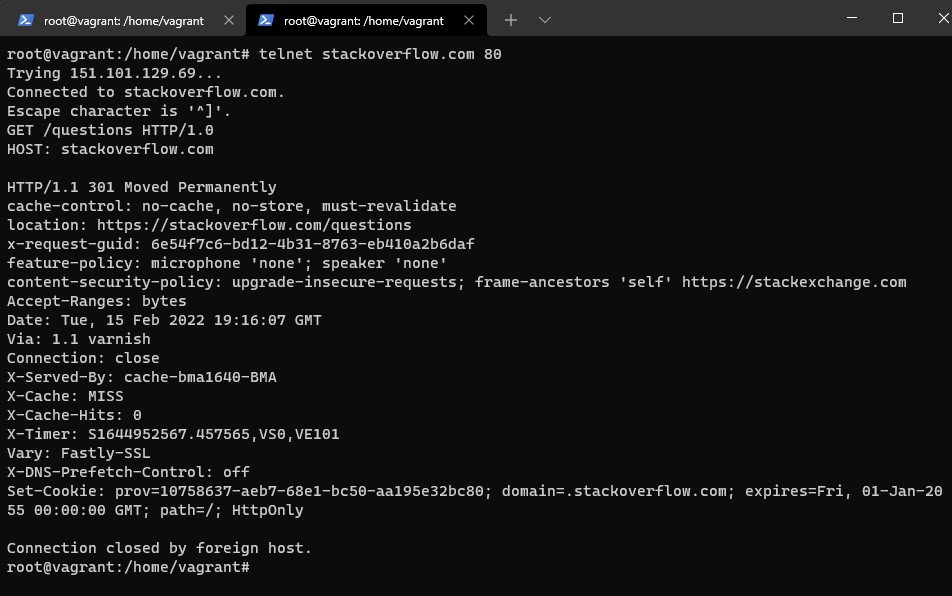 root@vagrant: /home/vagrant
root@vagrant: /home/vagrant
root@vagrant:/home/vagrant# telnet stackoverflow.com 80
Trying 151.101.129.69...
Connected to stackoverflow.com.
Escape character is '^]'.
GET /questions HTTP/1.0
HOST: stackoverflow.com

HTTP/1.1 301 Moved Permanently
cache-control: no-cache, no-store, must-revalidate
location: https://stackoverflow.com/questions
x-request-guid: 6e54f7c6-bd12-4b31-8763-eb410a2b6daf
feature-policy: microphone 'none'; speaker 'none'
content-security-policy: upgrade-insecure-requests; frame-ancestors 'self' https://stackexchange.com
Accept-Ranges: bytes
Date: Tue, 15 Feb 2022 19:16:07 GMT
Via: 1.1 varnish
Connection: close
X-Served-By: cache-bma1640-BMA
X-Cache: MISS
X-Cache-Hits: 0
X-Timer: S1644952567.457565,VS0,VE101
Vary: Fastly-SSL
X-DNS-Prefetch-Control: off
Set-Cookie: prov=10758637-aeb7-68e1-bc50-aa195e32bc80; domain=.stackoverflow.com; expires=Fri, 01-Jan-20
55 00:00:00 GMT; path=/; HttpOnly

Connection closed by foreign host.
root@vagrant:/home/vagrant#